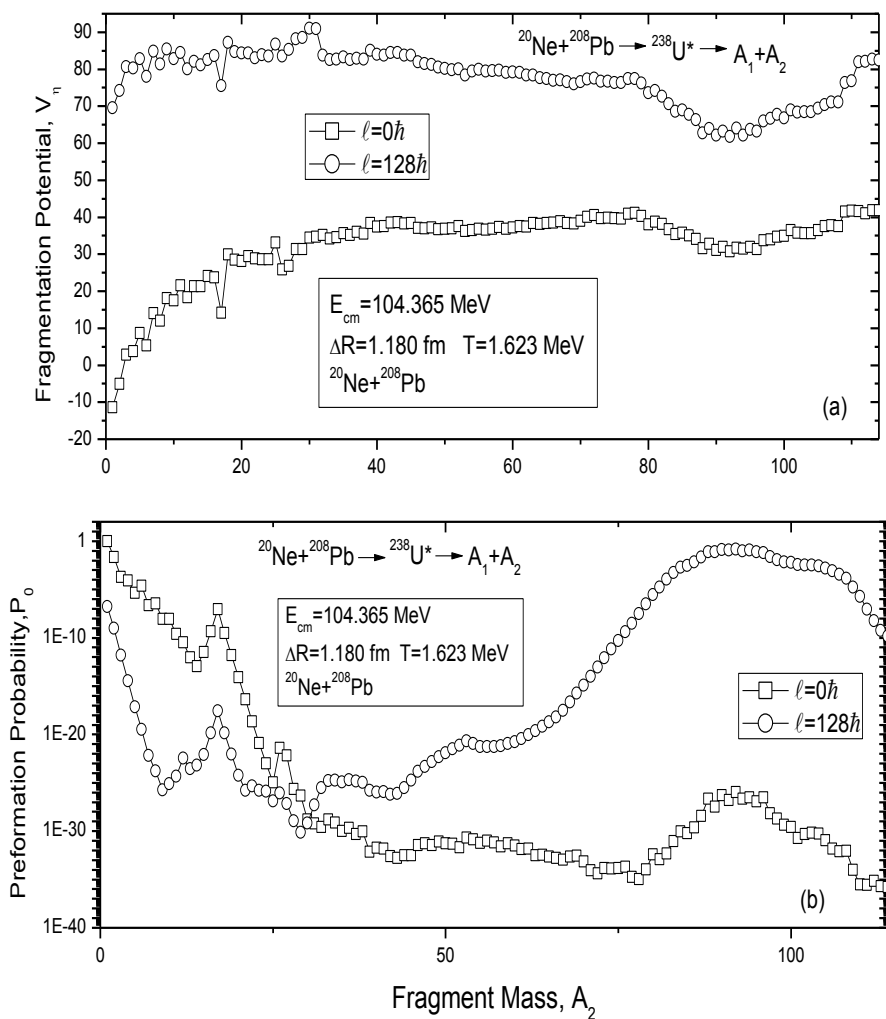 Fragmentation Potential, V_η
90
80
70
60
50
40
30
20
10
0
-10
-20
²⁰Ne+²⁰⁸Pb → ²³⁸U* → A₁+A₂
ℓ=0ℏ
ℓ=128ℏ
E_cm=104.365 MeV
ΔR=1.180 fm T=1.623 MeV
²⁰Ne+²⁰⁸Pb
(a)
0 20 40 60 80 100
Preformation Probability,P₀
1
1E-10
1E-20
1E-30
1E-40
²⁰Ne+²⁰⁸Pb → ²³⁸U* → A₁+A₂
E_cm=104.365 MeV
ΔR=1.180 fm T=1.623 MeV
²⁰Ne+²⁰⁸Pb
ℓ=0ℏ
ℓ=128ℏ
(b)
0 50 100
Fragment Mass, A₂